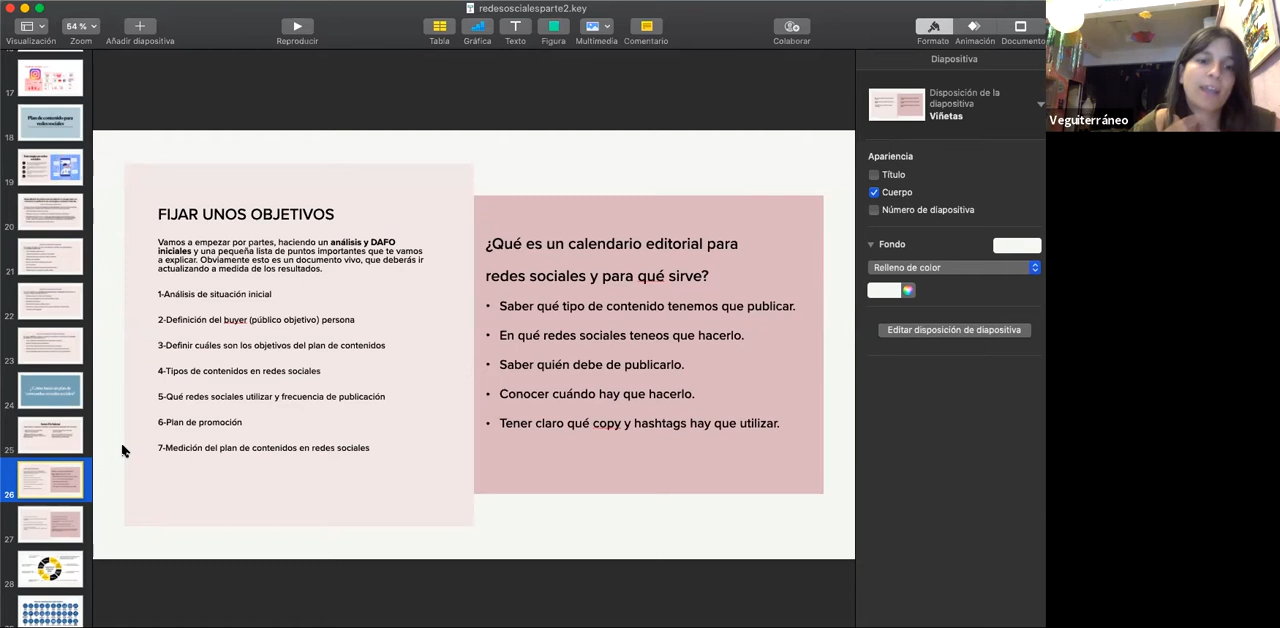 redesoscialesparte2.key
54 %
Visualización
Zoom
Añadir diapositiva
Reproducir
Tabla
Gráfica
Texto
Figura
Multimedia
Comentario
Colaborar
Formato
Animación
Documento
17
18
Plan de contenido para
redes sociales
19
20
21
22
23
24
25
26
27
28
FIJAR UNOS OBJETIVOS
Vamos a empezar por partes, haciendo un análisis y DAFO
iniciales y una pequeña lista de puntos importantes que te vamos
a explicar. Obviamente esto es un documento vivo, que deberás ir
actualizando a medida de los resultados.
1-Análisis de situación inicial
2-Definición del buyer (público objetivo) persona
3-Definir cuáles son los objetivos del plan de contenidos
4-Tipos de contenidos en redes sociales
5-Qué redes sociales utilizar y frecuencia de publicación
6-Plan de promoción
7-Medición del plan de contenidos en redes sociales
¿Qué es un calendario editorial para
redes sociales y para qué sirve?
• Saber qué tipo de contenido tenemos que publicar.
• En qué redes sociales teneos que hacerlo.
• Saber quién debe de publicarlo.
• Conocer cuándo hay que hacerlo.
• Tener claro qué copy y hashtags hay que utilizar.
Diapositiva
Disposición de la
diapositiva
Viñetas
Apariencia
Título
Cuerpo
Número de diapositiva
Fondo
Relleno de color
Editar disposición de diapositiva
Veguiterráneo